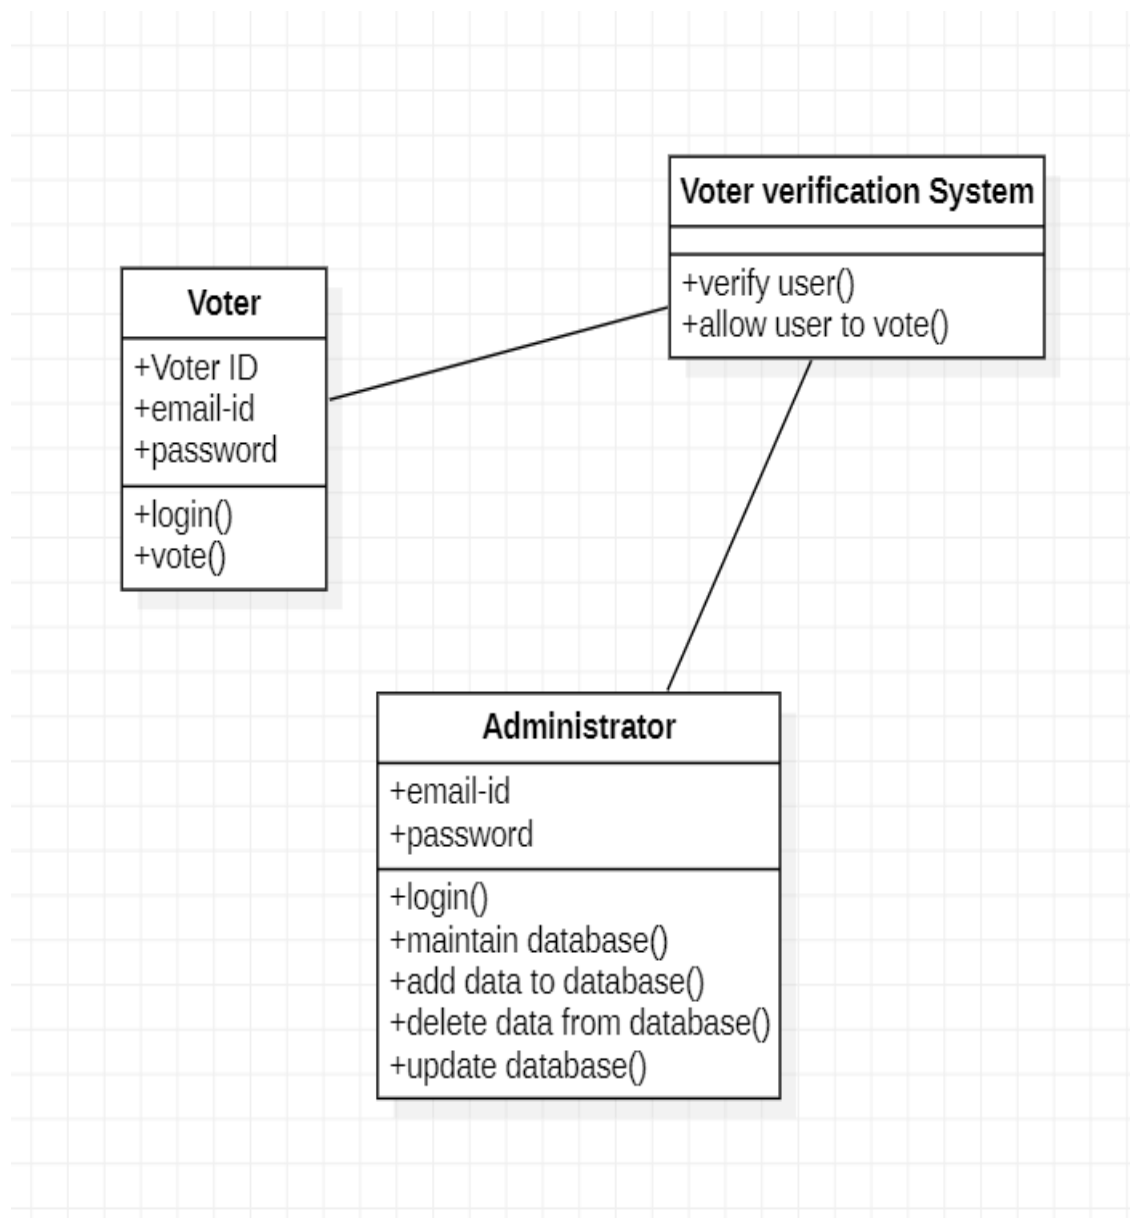 Voter verification System
+verify user()
+allow user to vote()
Voter
+Voter ID
+email-id
+password
+login()
+vote()
Administrator
+email-id
+password
+login()
+maintain database()
+add data to database()
+delete data from database()
+update database()